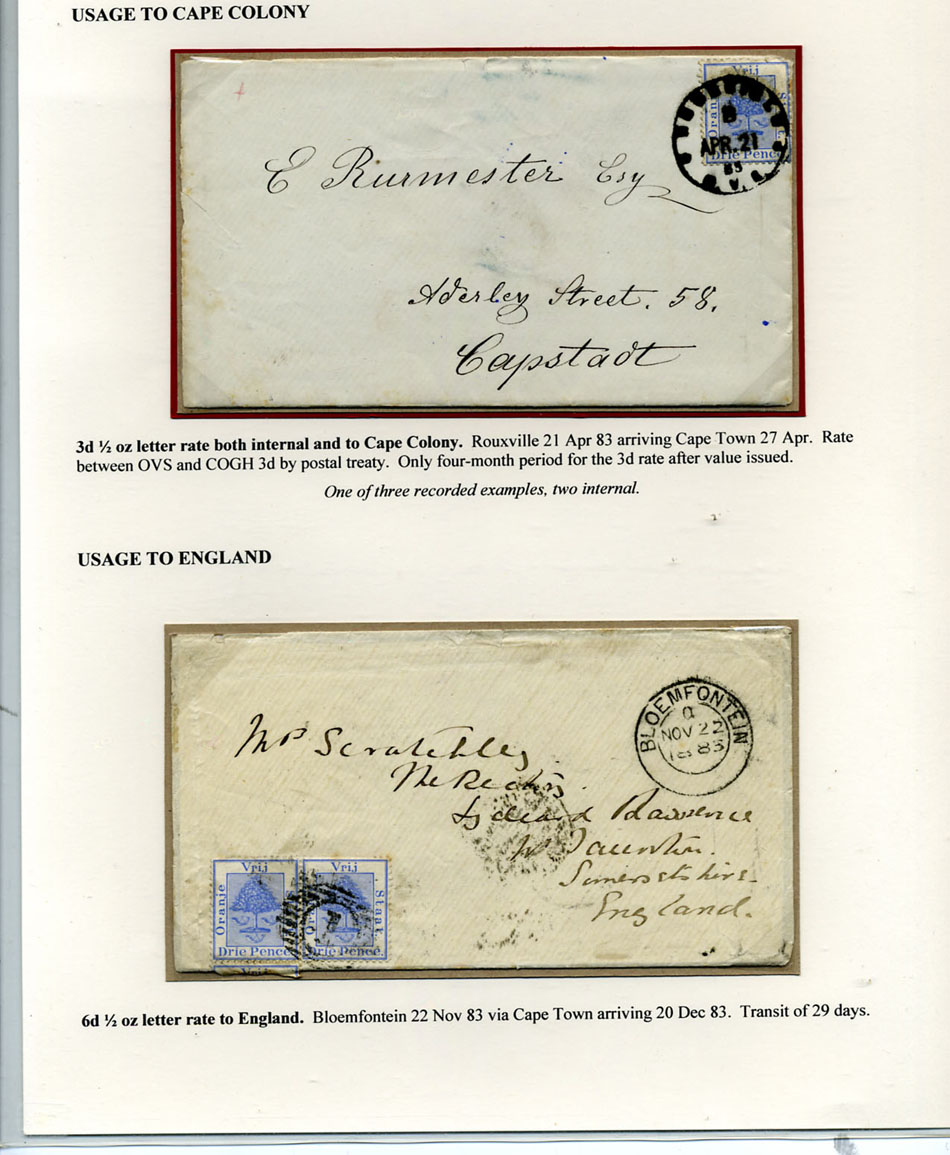 USAGE TO CAPE COLONY
Vrij
Oranje
Drie Pence
APR. 21
83
E Rurmester Esq
Aderley Street. 58.
Capstadt
3d ½ oz letter rate both internal and to Cape Colony. Rouxville 21 Apr 83 arriving Cape Town 27 Apr. Rate
between OVS and COGH 3d by postal treaty. Only four-month period for the 3d rate after value issued.
One of three recorded examples, two internal.
USAGE TO ENGLAND
BLOEMFONTEIN
NOV 22
1883
Mrs Scratchley
The Rectory
Lydeard
Taunton.
Somersetshire
England.
Vrij
Oranje
Drie Pence
Vrij
Staat.
Drie Pence.
Vrij
6d ½ oz letter rate to England. Bloemfontein 22 Nov 83 via Cape Town arriving 20 Dec 83. Transit of 29 days.